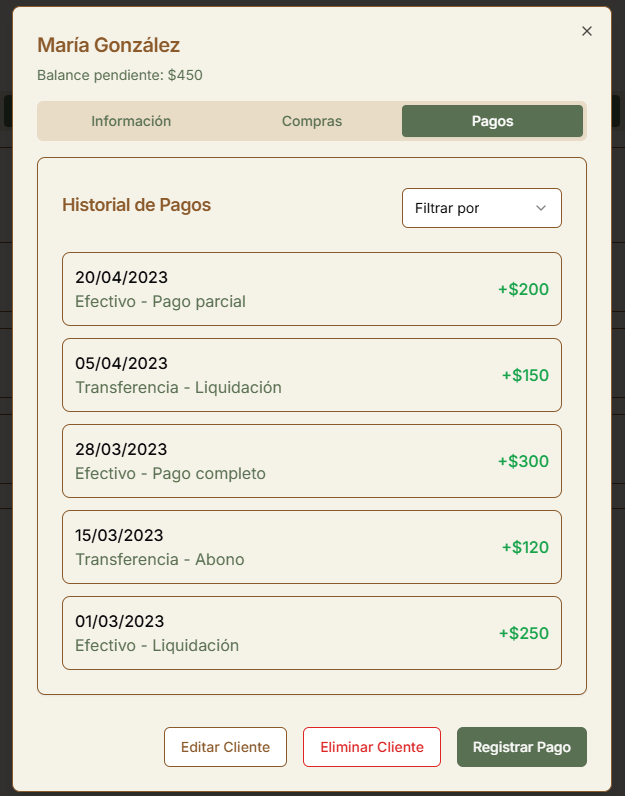 María González
Balance pendiente: $450
Información
Compras
Pagos
Historial de Pagos
Filtrar por
20/04/2023
Efectivo - Pago parcial
+$200
05/04/2023
Transferencia - Liquidación
+$150
28/03/2023
Efectivo - Pago completo
+$300
15/03/2023
Transferencia - Abono
+$120
01/03/2023
Efectivo - Liquidación
+$250
Editar Cliente
Eliminar Cliente
Registrar Pago